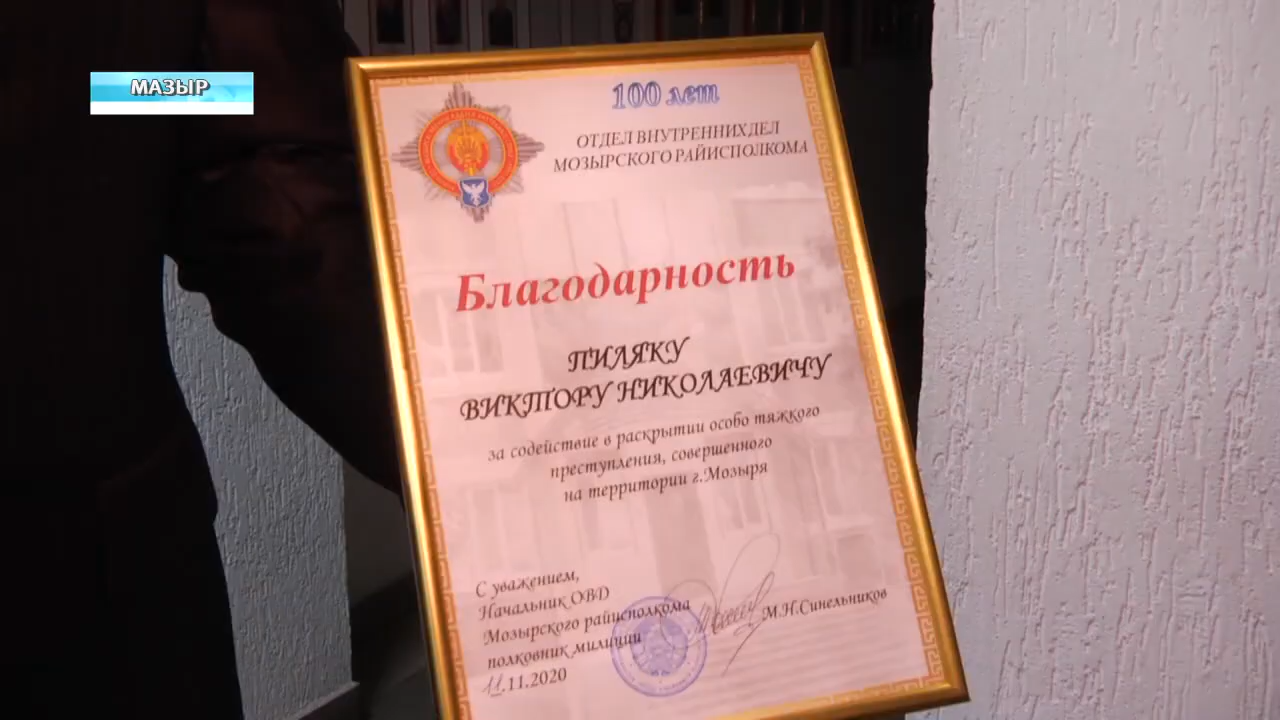 МАЗЫР
100 лет
ОТДЕЛ ВНУТРЕННИХ ДЕЛ
МОЗЫРСКОГО РАЙИСПОЛКОМА
Благодарность
ПИЛЯКУ
ВИКТОРУ НИКОЛАЕВИЧУ
за содействие в раскрытии особо тяжкого
преступления, совершенного
на территории г.Мозыря
С уважением,
Начальник ОВД
Мозырского райисполкома
полковник милиции
М.Н.Синельников
11.11.2020